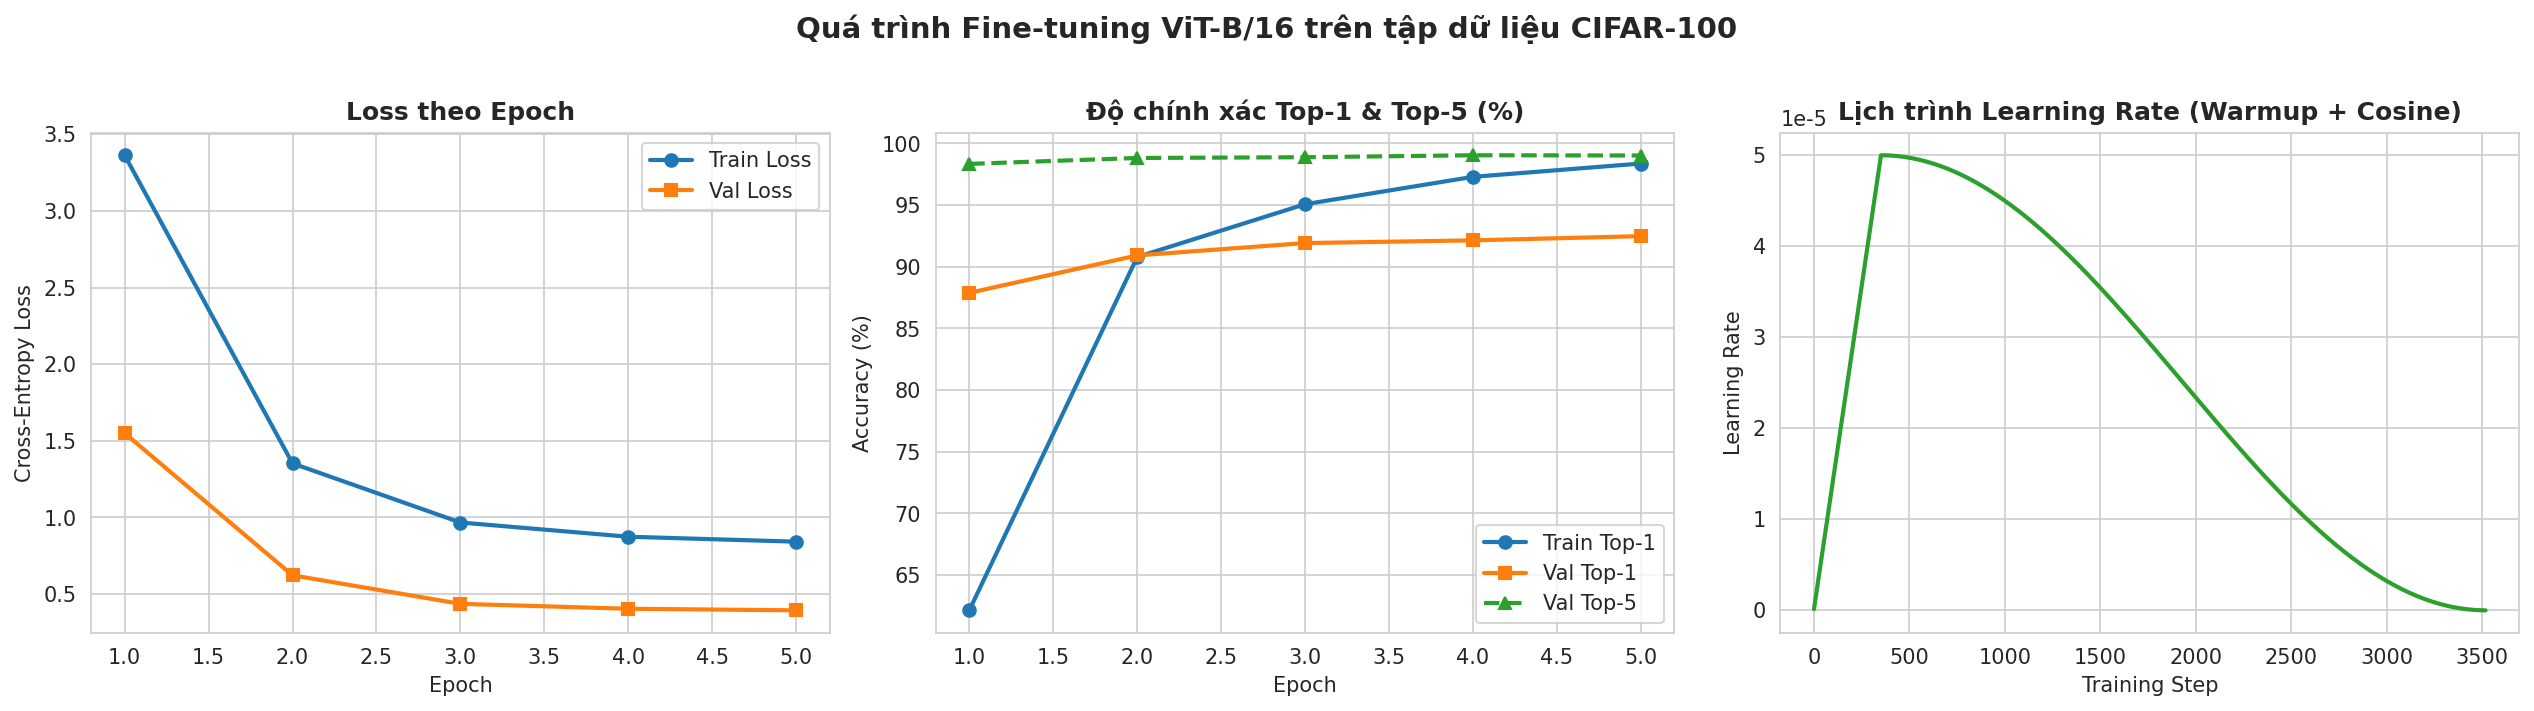 Quá trình Fine-tuning ViT-B/16 trên tập dữ liệu CIFAR-100
Loss theo Epoch
Cross-Entropy Loss
3.5
3.0
2.5
2.0
1.5
1.0
0.5
Train Loss
Val Loss
1.0 1.5 2.0 2.5 3.0 3.5 4.0 4.5 5.0
Epoch
Độ chính xác Top-1 & Top-5 (%)
Accuracy (%)
100
95
90
85
80
75
70
65
Train Top-1
Val Top-1
Val Top-5
1.0 1.5 2.0 2.5 3.0 3.5 4.0 4.5 5.0
Epoch
Lịch trình Learning Rate (Warmup + Cosine)
1e-5
Learning Rate
5
4
3
2
1
0
0 500 1000 1500 2000 2500 3000 3500
Training Step